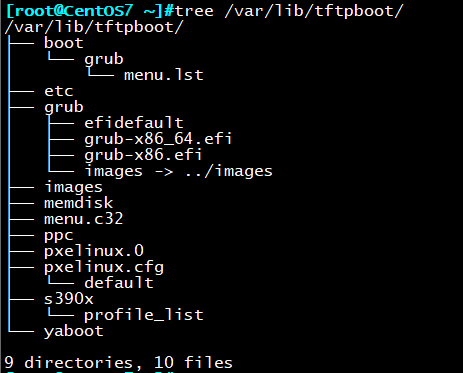 [root@CentOS7 ~]#tree /var/lib/tftpboot/
/var/lib/tftpboot/
├── boot
│   └── grub
│       └── menu.lst
├── etc
├── grub
│   ├── efidefault
│   ├── grub-x86_64.efi
│   ├── grub-x86.efi
│   └── images -> ../images
├── images
├── memdisk
├── menu.c32
├── ppc
├── pxelinux.0
├── pxelinux.cfg
│   └── default
├── s390x
│   └── profile_list
└── yaboot
9 directories, 10 files